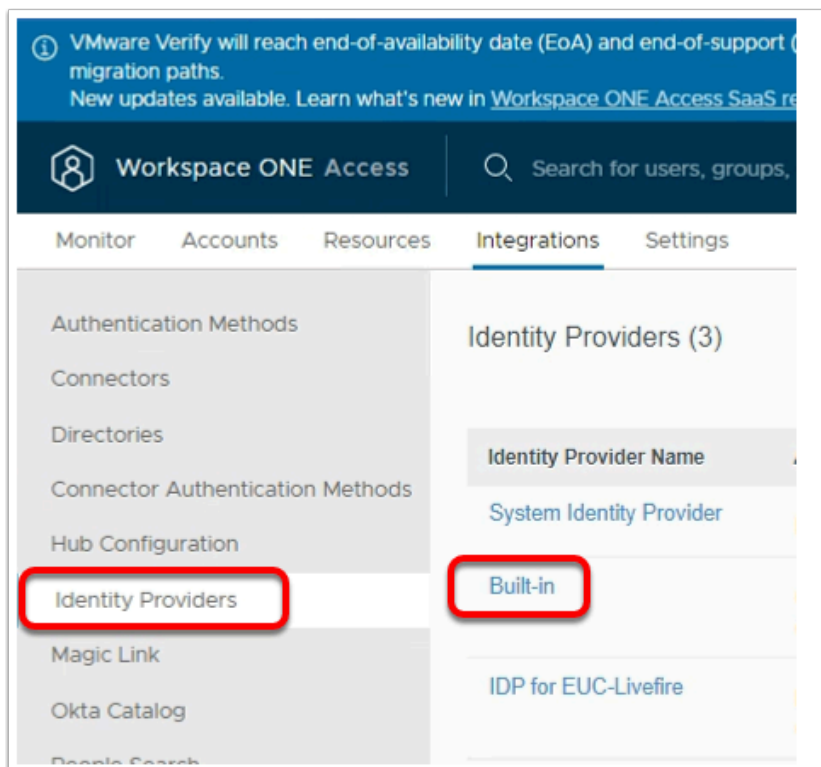 VMware Verify will reach end-of-availability date (EoA) and end-of-support (
migration paths.
New updates available. Learn what's new in Workspace ONE Access SaaS re
Workspace ONE Access
Search for users, groups,
Monitor Accounts Resources Integrations Settings
Authentication Methods
Connectors
Directories
Connector Authentication Methods
Hub Configuration
Identity Providers
Magic Link
Okta Catalog
People Search
Identity Providers (3)
Identity Provider Name
System Identity Provider
Built-in
IDP for EUC-Livefire